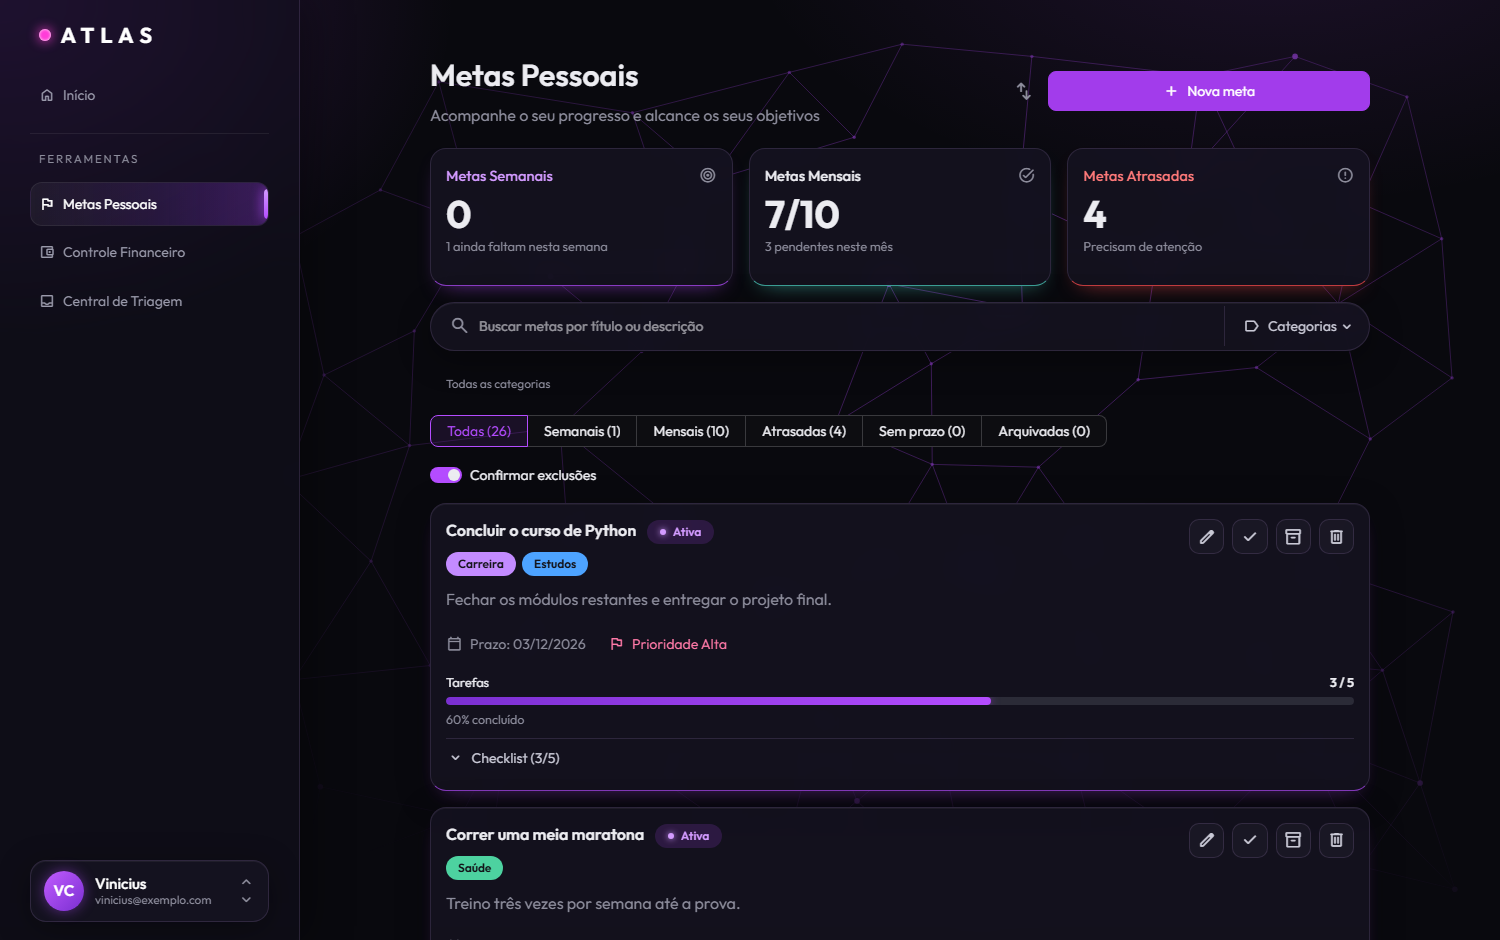 ATLAS
Início
FERRAMENTAS
Metas Pessoais
Controle Financeiro
Central de Triagem
VC
Vinicius
vinicius@exemplo.com
Metas Pessoais
Acompanhe o seu progresso e alcance os seus objetivos
Nova meta
Metas Semanais
0
1 ainda faltam nesta semana
Metas Mensais
7/10
3 pendentes neste mês
Metas Atrasadas
4
Precisam de atenção
Buscar metas por título ou descrição
Categorias
Todas as categorias
Todas (26) Semanais (1) Mensais (10) Atrasadas (4) Sem prazo (0) Arquivadas (0)
Confirmar exclusões
Concluir o curso de Python Ativa
Carreira Estudos
Fechar os módulos restantes e entregar o projeto final.
Prazo: 03/12/2026 Prioridade Alta
Tarefas 3 / 5
60% concluído
Checklist (3/5)
Correr uma meia maratona Ativa
Saúde
Treino três vezes por semana até a prova.